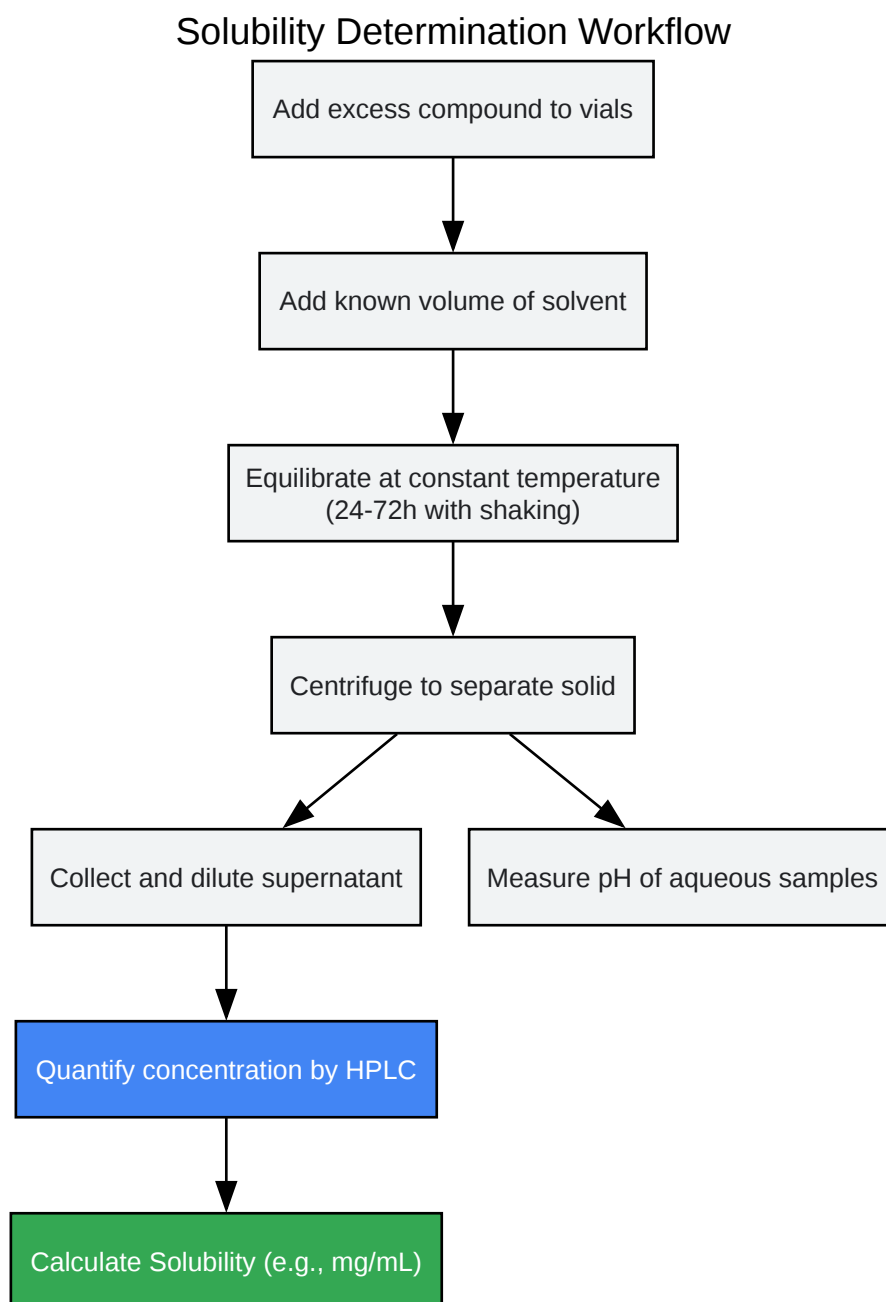 Solubility Determination Workflow
Add excess compound to vials
Add known volume of solvent
Equilibrate at constant temperature
(24-72h with shaking)
Centrifuge to separate solid
Collect and dilute supernatant
Measure pH of aqueous samples
Quantify concentration by HPLC
Calculate Solubility (e.g., mg/mL)